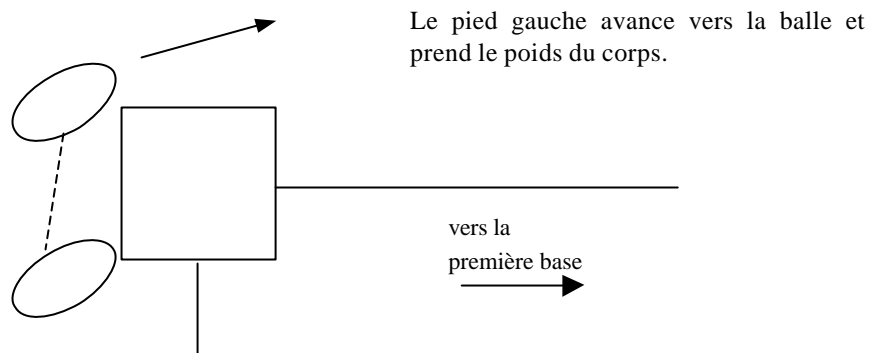 Le pied gauche avance vers la balle et
prend le poids du corps.
vers la
première base